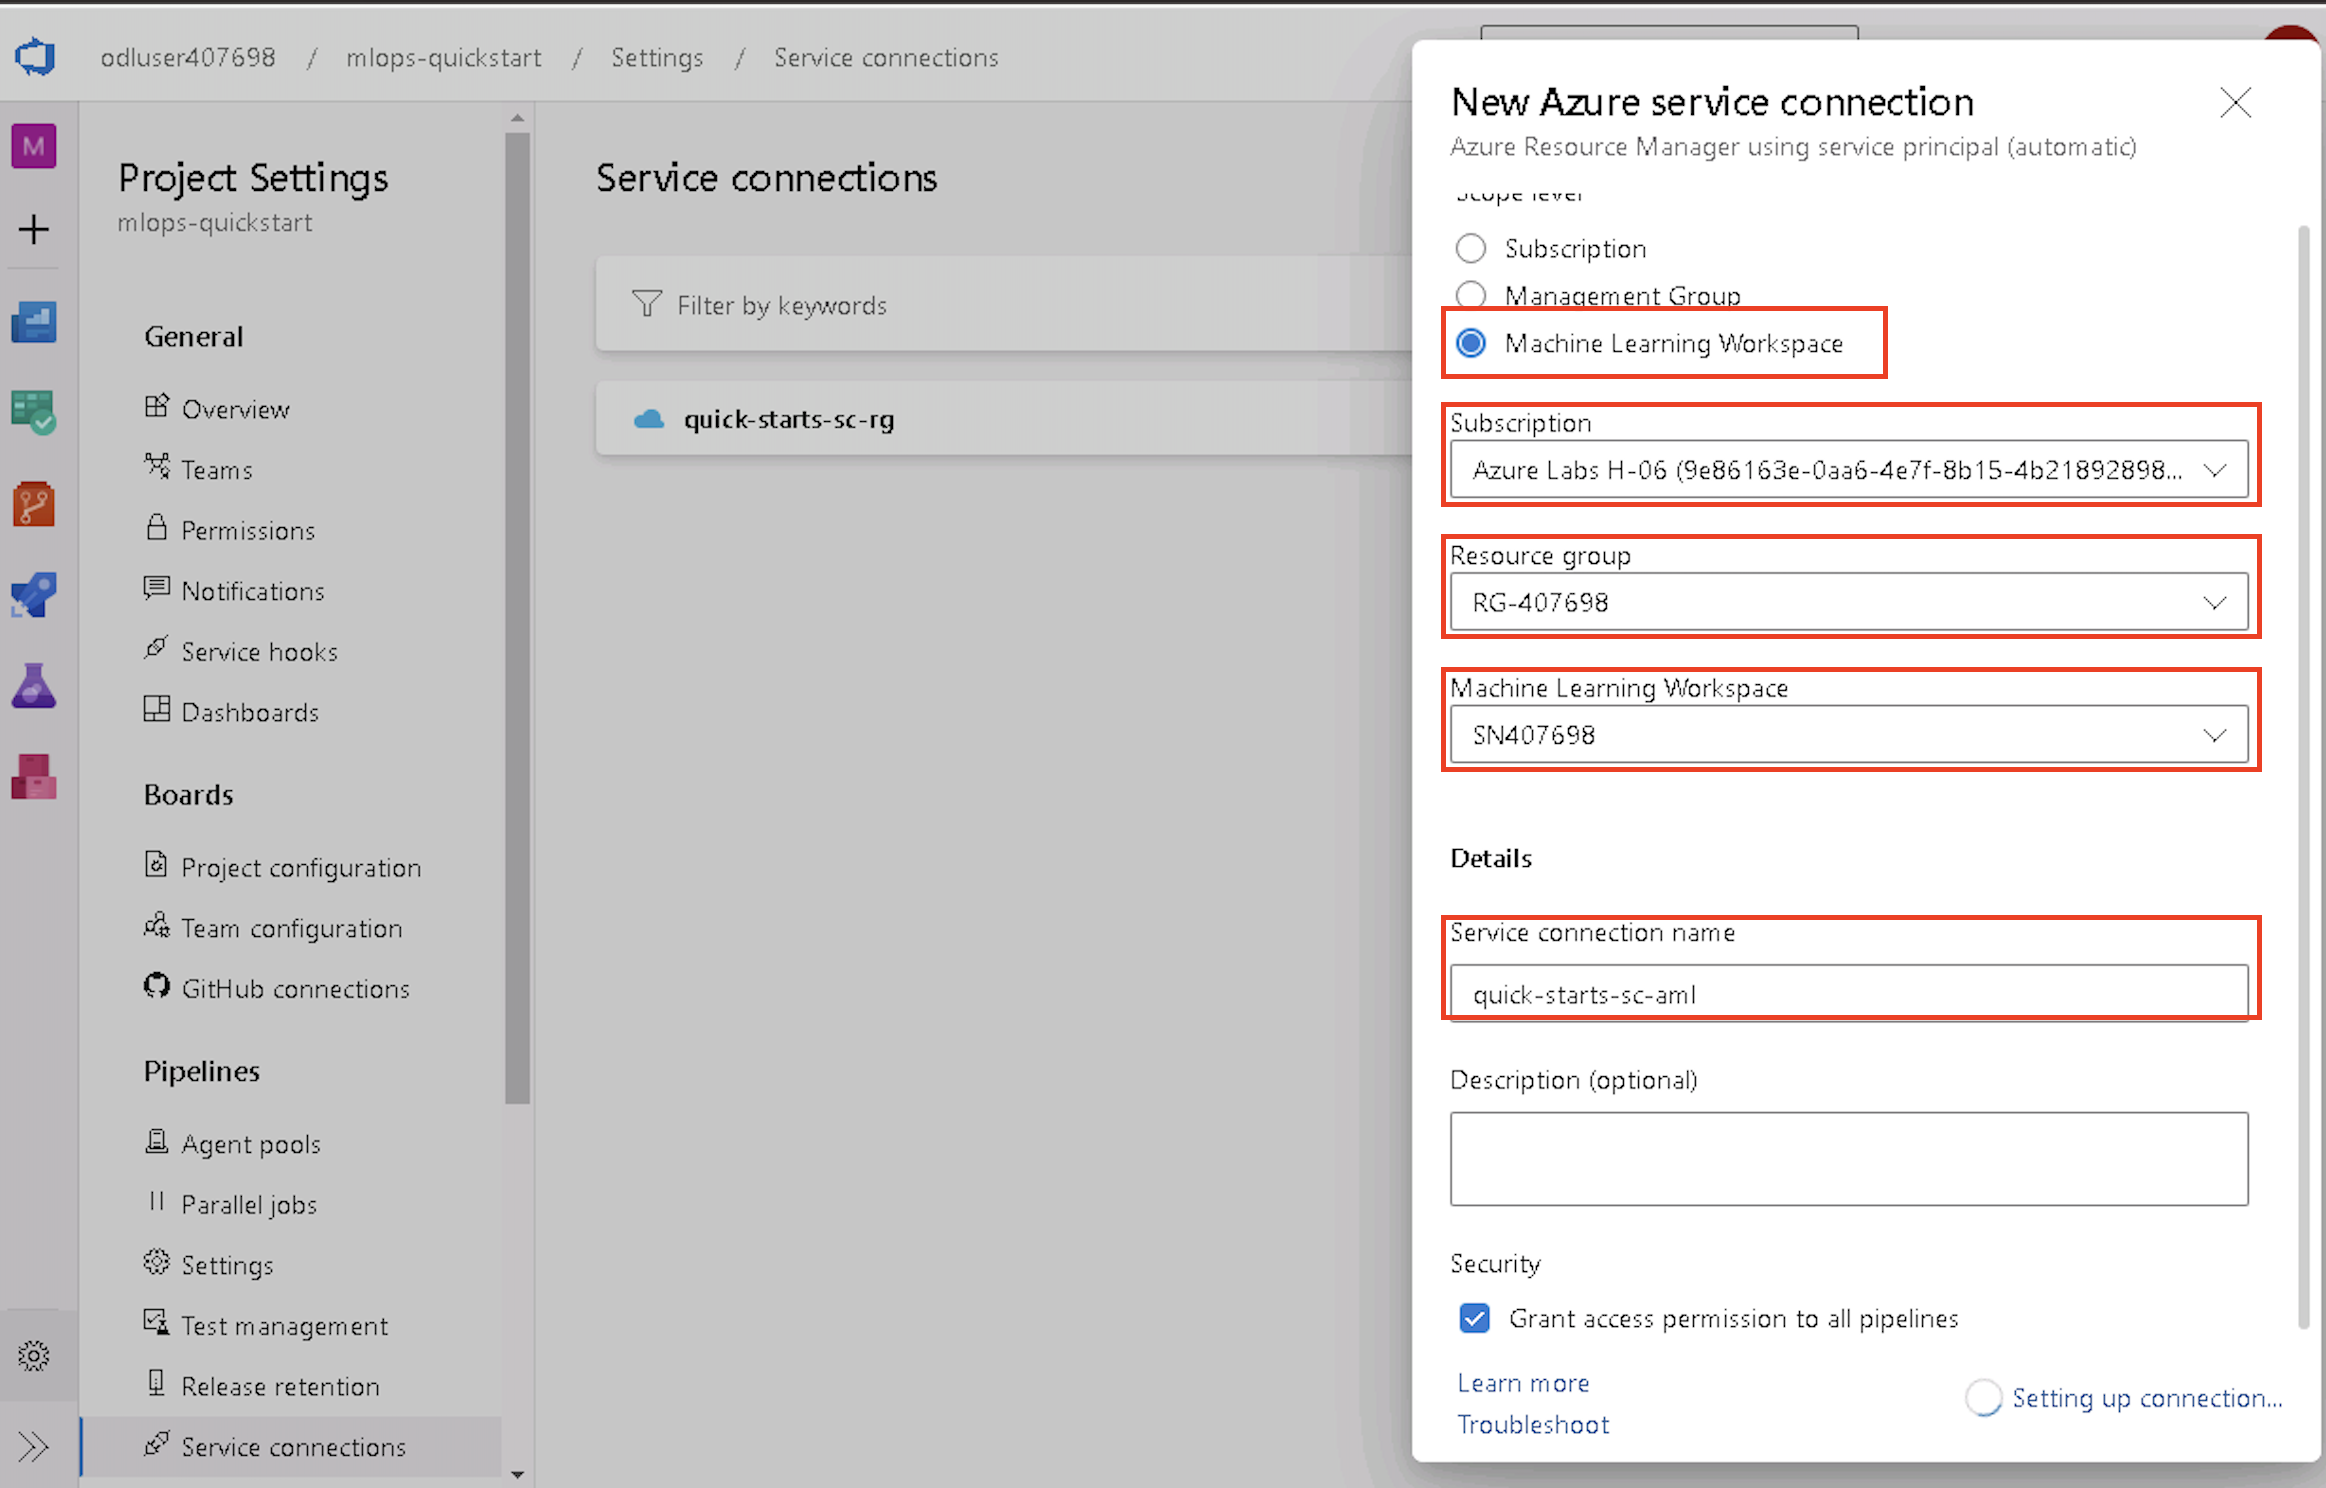 odluser407698 / mlops-quickstart / Settings / Service connections
M
Project Settings
mlops-quickstart
General
Overview
Teams
Permissions
Notifications
Service hooks
Dashboards
Boards
Project configuration
Team configuration
GitHub connections
Pipelines
Agent pools
Parallel jobs
Settings
Test management
Release retention
Service connections
Service connections
Filter by keywords
quick-starts-sc-rg
New Azure service connection
Azure Resource Manager using service principal (automatic)
Scope level
Subscription
Management Group
Machine Learning Workspace
Subscription
Azure Labs H-06 (9e86163e-0aa6-4e7f-8b15-4b21892898...
Resource group
RG-407698
Machine Learning Workspace
SN407698
Details
Service connection name
quick-starts-sc-aml
Description (optional)
Security
Grant access permission to all pipelines
Learn more
Setting up connection...
Troubleshoot